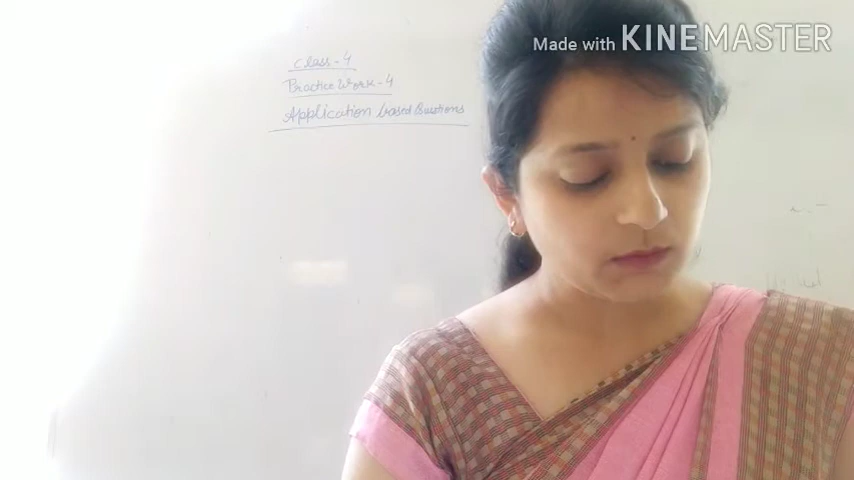 Made with KINEMASTER
Class-4
Practice Work-4
Application based Questions